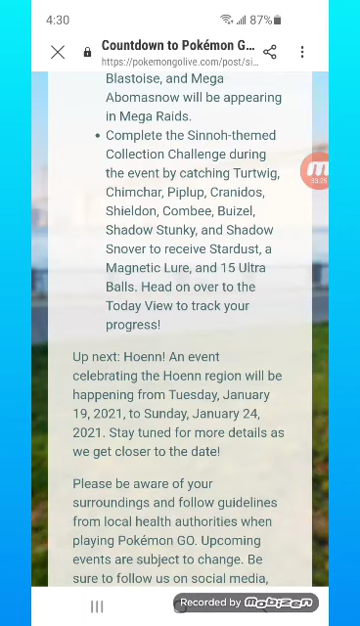 4:30
87%
Countdown to Pokémon G...
https://pokemongolive.com/post/si...
Blastoise, and Mega
Abomasnow will be appearing
in Mega Raids.
• Complete the Sinnoh-themed
Collection Challenge during
the event by catching Turtwig,
Chimchar, Piplup, Cranidos,
Shieldon, Combee, Buizel,
Shadow Stunky, and Shadow
Snover to receive Stardust, a
Magnetic Lure, and 15 Ultra
Balls. Head on over to the
Today View to track your
progress!
Up next: Hoenn! An event
celebrating the Hoenn region will be
happening from Tuesday, January
19, 2021, to Sunday, January 24,
2021. Stay tuned for more details as
we get closer to the date!
Please be aware of your
surroundings and follow guidelines
from local health authorities when
playing Pokémon GO. Upcoming
events are subject to change. Be
sure to follow us on social media,
Recorded by Mobizen